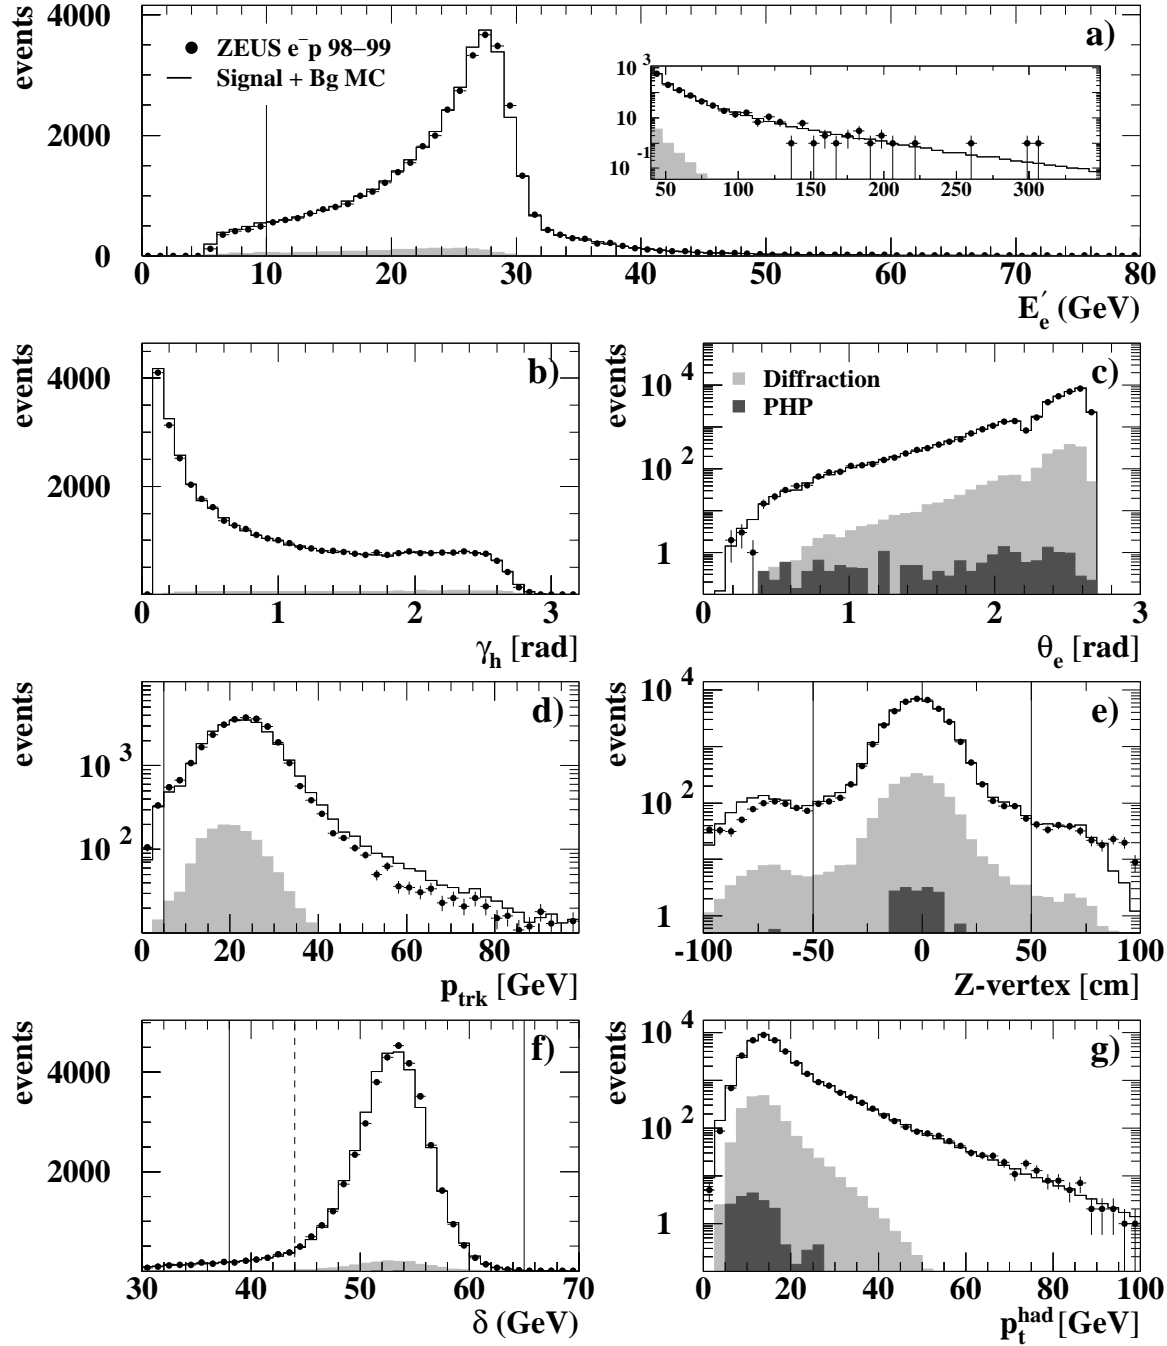 events
4000
2000
0
ZEUS e⁻p 98–99
Signal + Bg MC
a)
10³
10
10⁻¹
50 100 150 200 250 300
0 10 20 30 40 50 60 70 80
E′e (GeV)
events
4000
2000
b)
0 1 2 3
γh [rad]
events
10⁴
10²
1
Diffraction
PHP
c)
0 1 2 3
θe [rad]
events
10³
10²
d)
0 20 40 60 80
ptrk [GeV]
events
10⁴
10²
1
e)
-100 -50 0 50 100
Z-vertex [cm]
events
4000
2000
f)
30 40 50 60 70
δ (GeV)
events
10⁴
10²
1
g)
0 20 40 60 80 100
pt had [GeV]